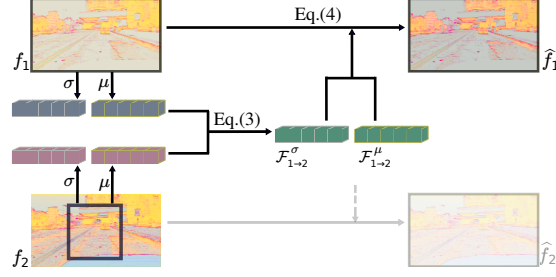 Eq.(4)
f₁
f̂₁
σ μ
Eq.(3)
ℱ^σ_{1→2} ℱ^μ_{1→2}
σ μ
f₂
f̂₂